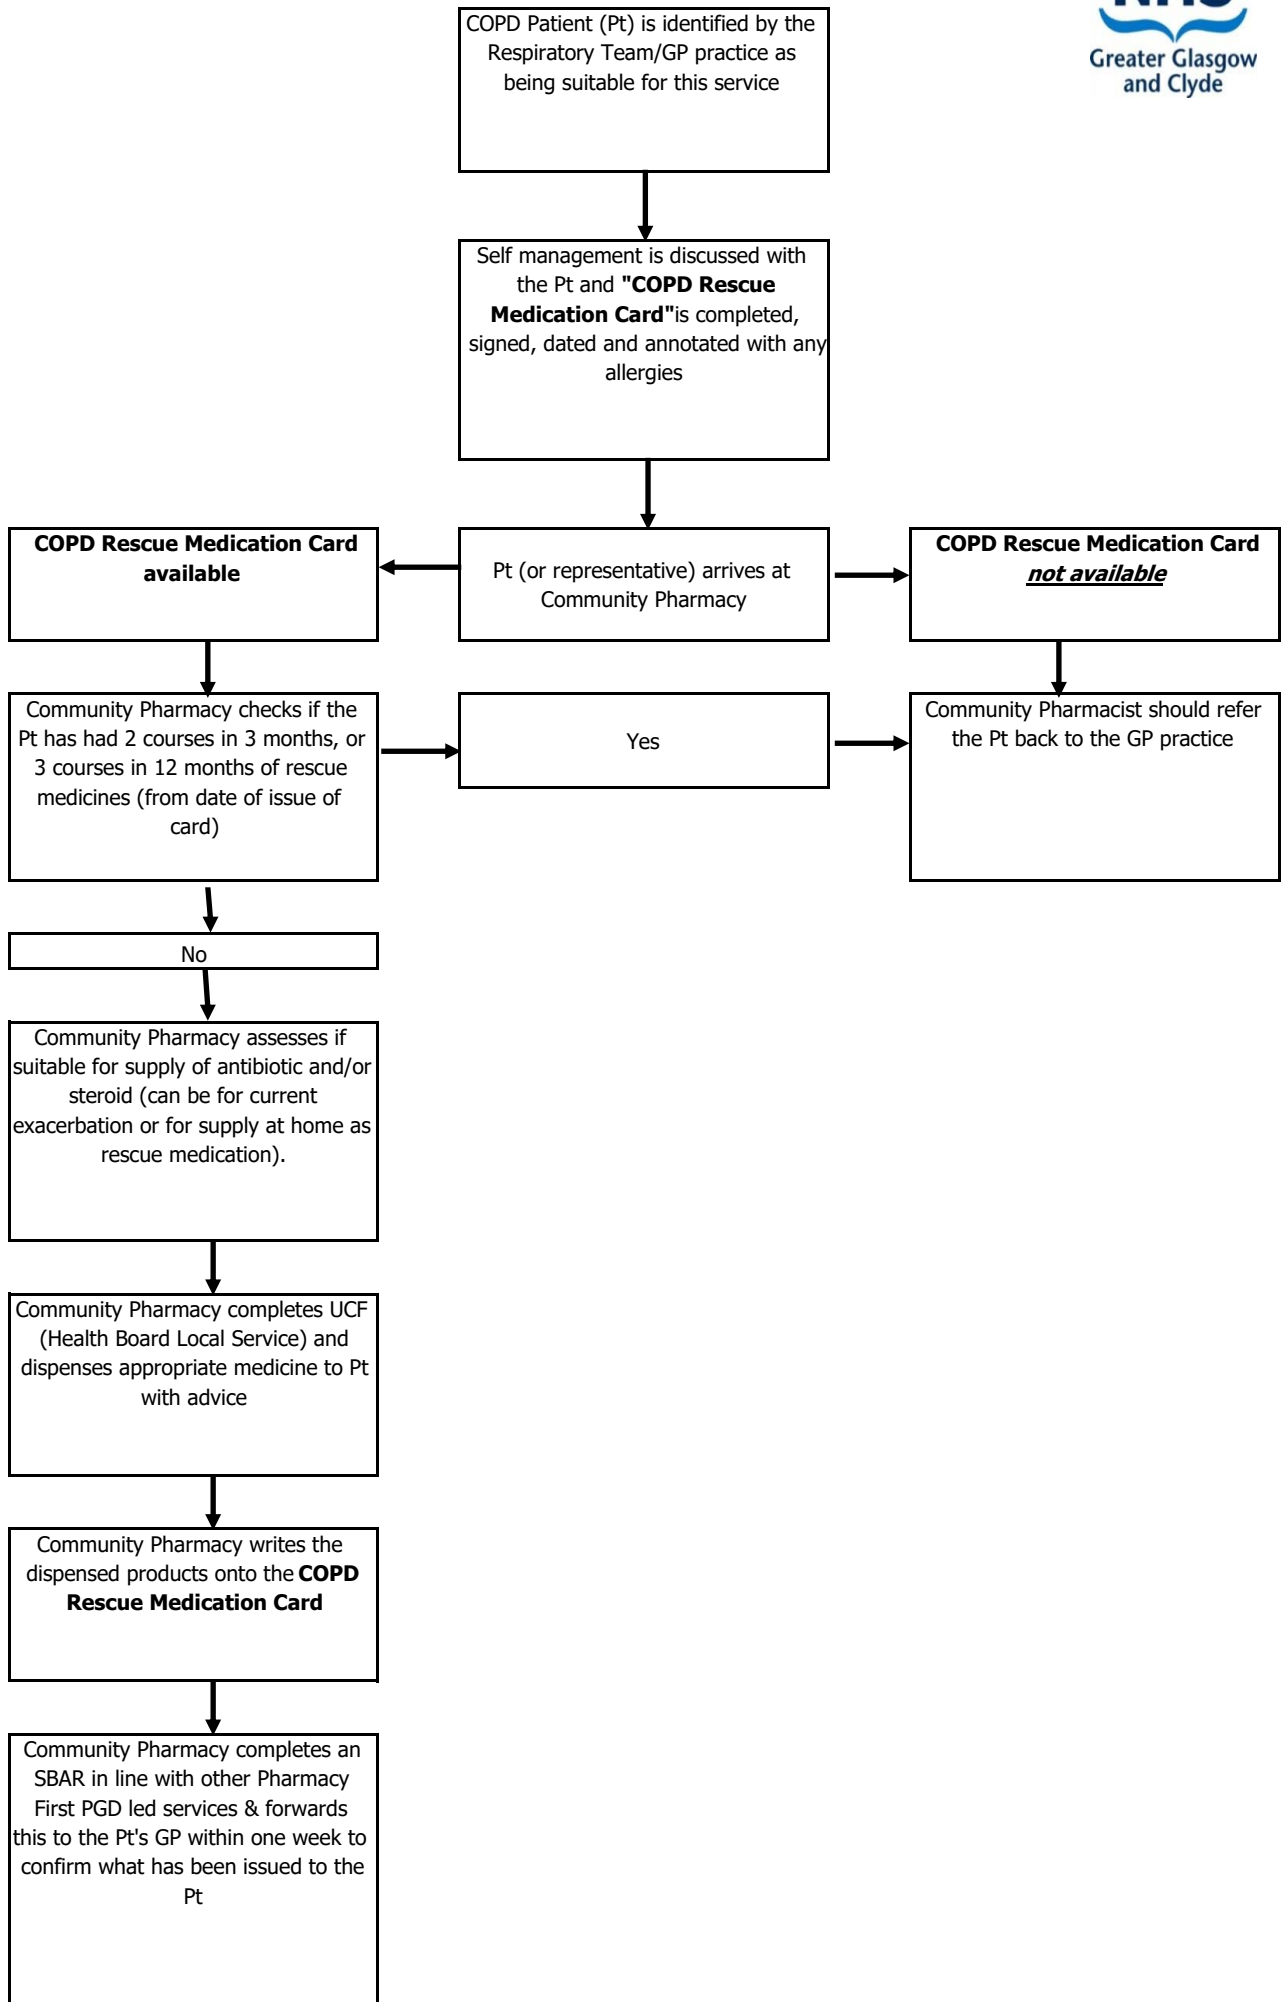 NHS
Greater Glasgow
and Clyde
COPD Patient (Pt) is identified by the
Respiratory Team/GP practice as
being suitable for this service
Self management is discussed with
the Pt and "COPD Rescue
Medication Card"is completed,
signed, dated and annotated with any
allergies
COPD Rescue Medication Card
available
Pt (or representative) arrives at
Community Pharmacy
COPD Rescue Medication Card
not available
Community Pharmacy checks if the
Pt has had 2 courses in 3 months, or
3 courses in 12 months of rescue
medicines (from date of issue of
card)
Yes
Community Pharmacist should refer
the Pt back to the GP practice
No
Community Pharmacy assesses if
suitable for supply of antibiotic and/or
steroid (can be for current
exacerbation or for supply at home as
rescue medication).
Community Pharmacy completes UCF
(Health Board Local Service) and
dispenses appropriate medicine to Pt
with advice
Community Pharmacy writes the
dispensed products onto the COPD
Rescue Medication Card
Community Pharmacy completes an
SBAR in line with other Pharmacy
First PGD led services & forwards
this to the Pt's GP within one week to
confirm what has been issued to the
Pt